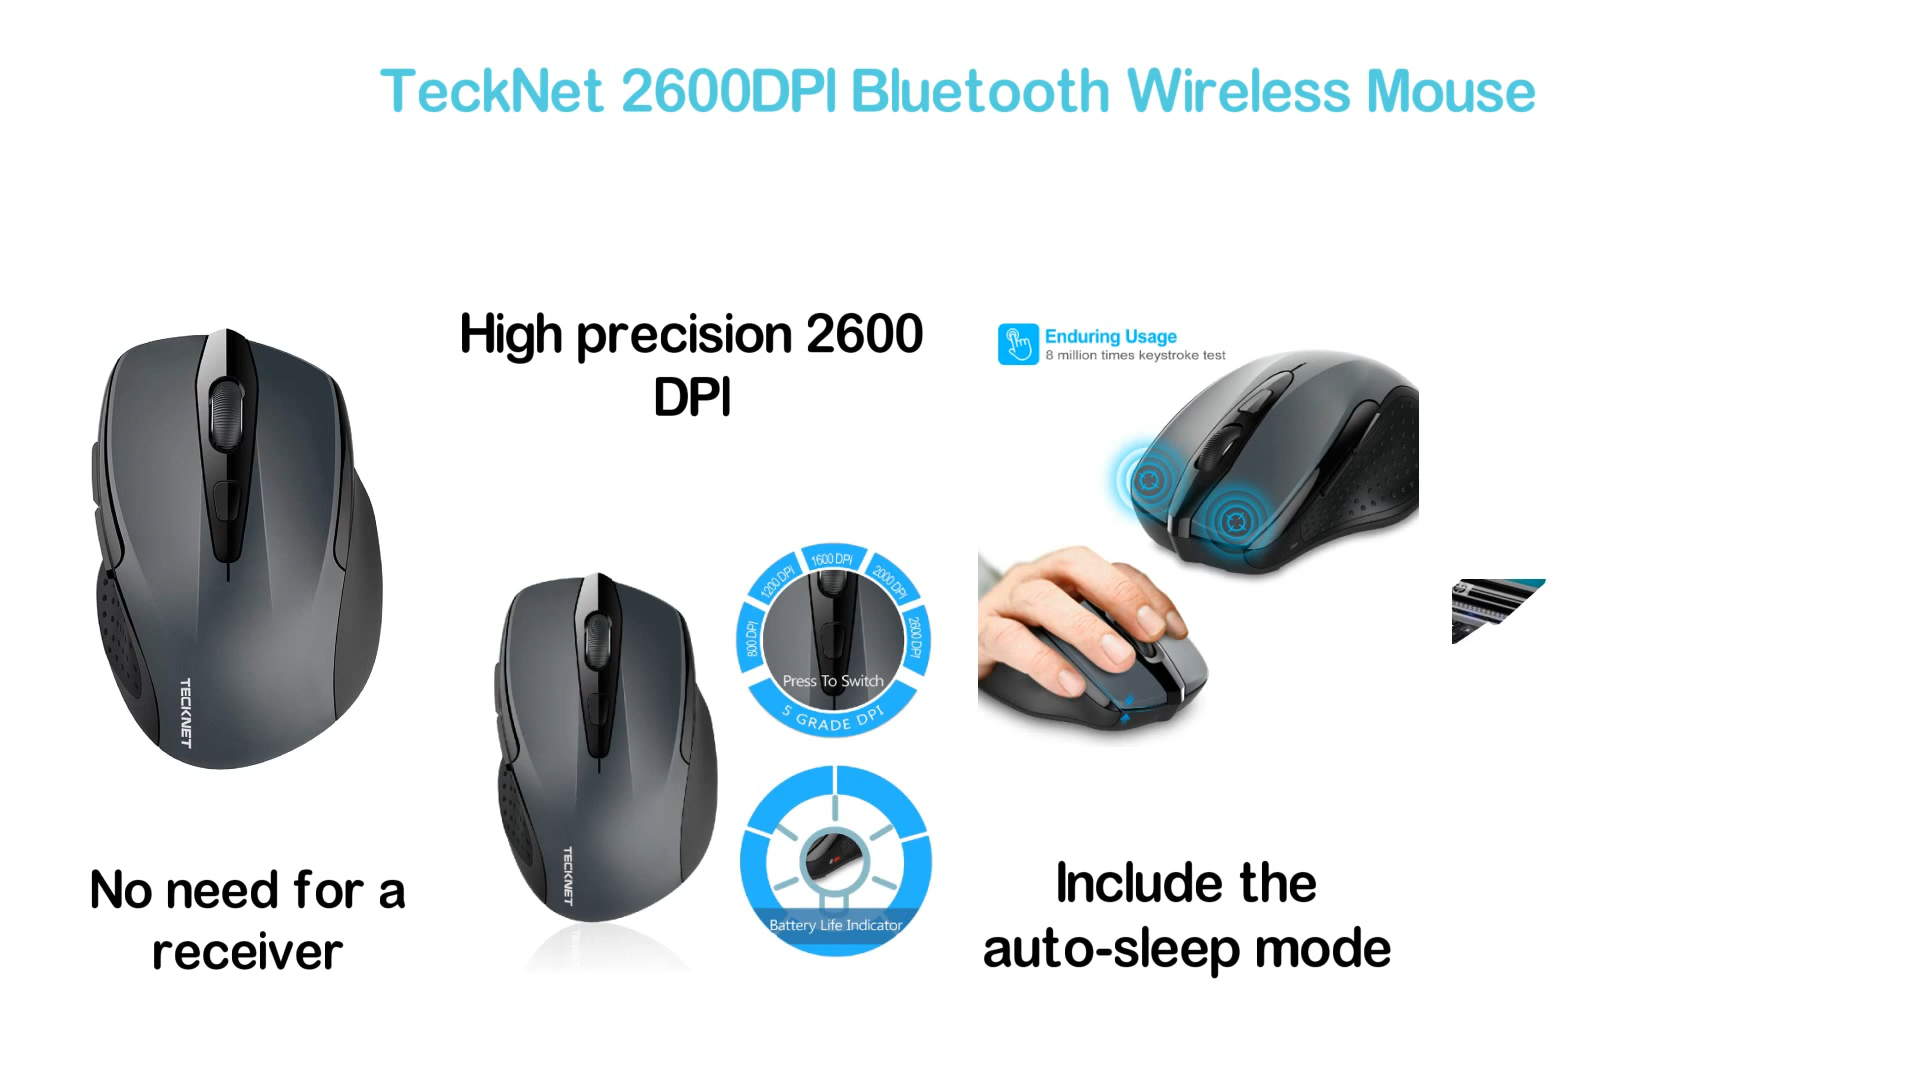 TeckNet 2600DPI Bluetooth Wireless Mouse
High precision 2600
DPI
Enduring Usage
8 million times keystroke test
TECKNET
800 DPI
1200 DPI
1600 DPI
2000 DPI
2600 DPI
Press To Switch
5 GRADE DPI
TECKNET
Battery Life Indicator
No need for a
receiver
Include the
auto-sleep mode